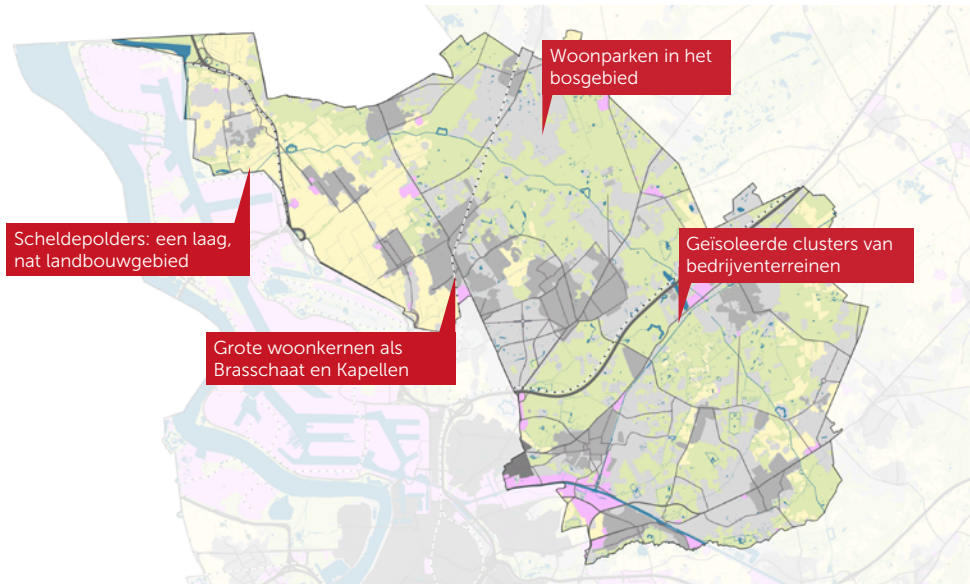 Woonparken in het
bosgebied
Scheldepolders: een laag,
nat landbouwgebied
Geïsoleerde clusters van
bedrijventerreinen
Grote woonkernen als
Brasschaat en Kapellen